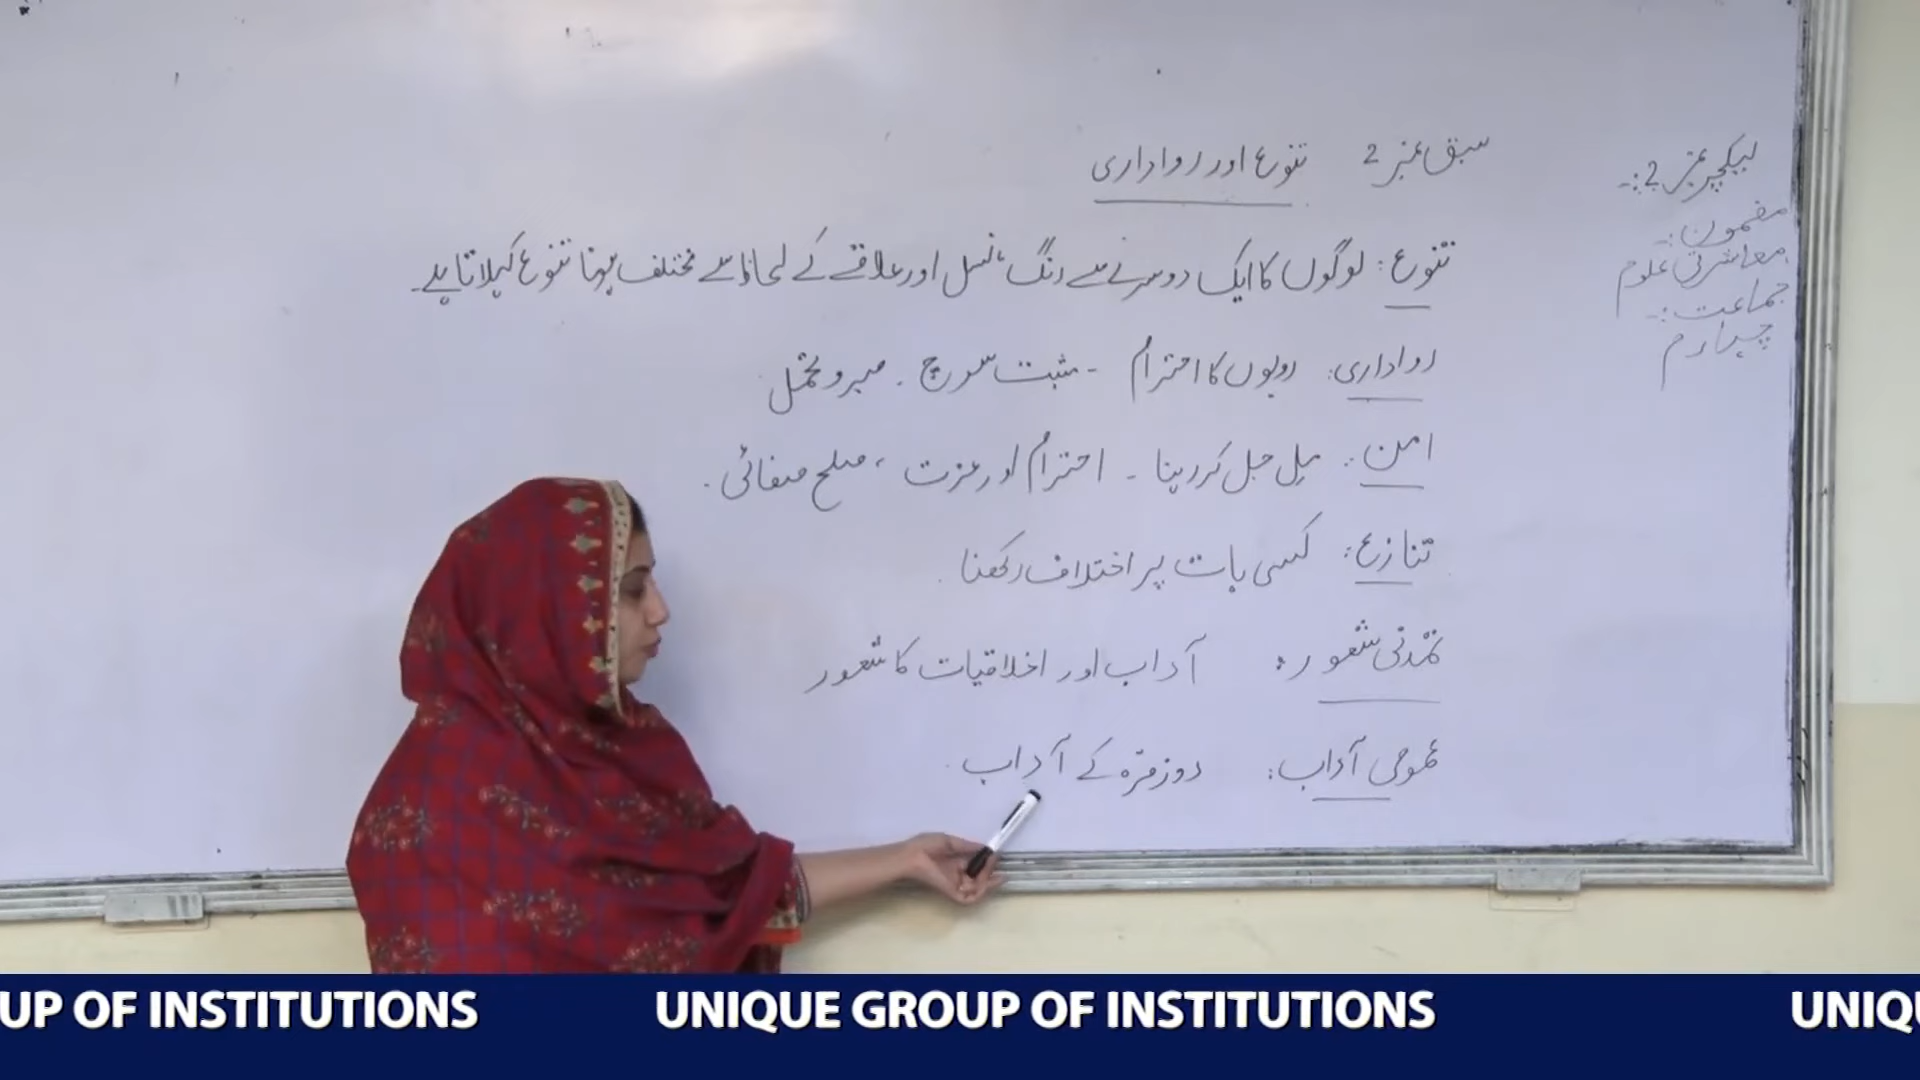 لیکچر نمبر 2:-
مضمون:-
معاشرتی علوم
جماعت:-
چہارم
سبق نمبر 2 تنوع اور رواداری
تنوع: لوگوں کا ایک دوسرے سے رنگ، نسل اور علاقے کے لحاظ سے مختلف ہونا تنوع کہلاتا ہے۔
رواداری: رویوں کا احترام - مثبت سوچ - صبر و تحمل
امن: مِل جل کر رہنا - احترام اور عزت ، صلح صفائی .
تنازع: کسی بات پر اختلاف رکھنا .
تمدنی شعور: آداب اور اخلاقیات کا شعور
عمومی آداب: روزمرّہ کے آداب .
UP OF INSTITUTIONS UNIQUE GROUP OF INSTITUTIONS UNIQU